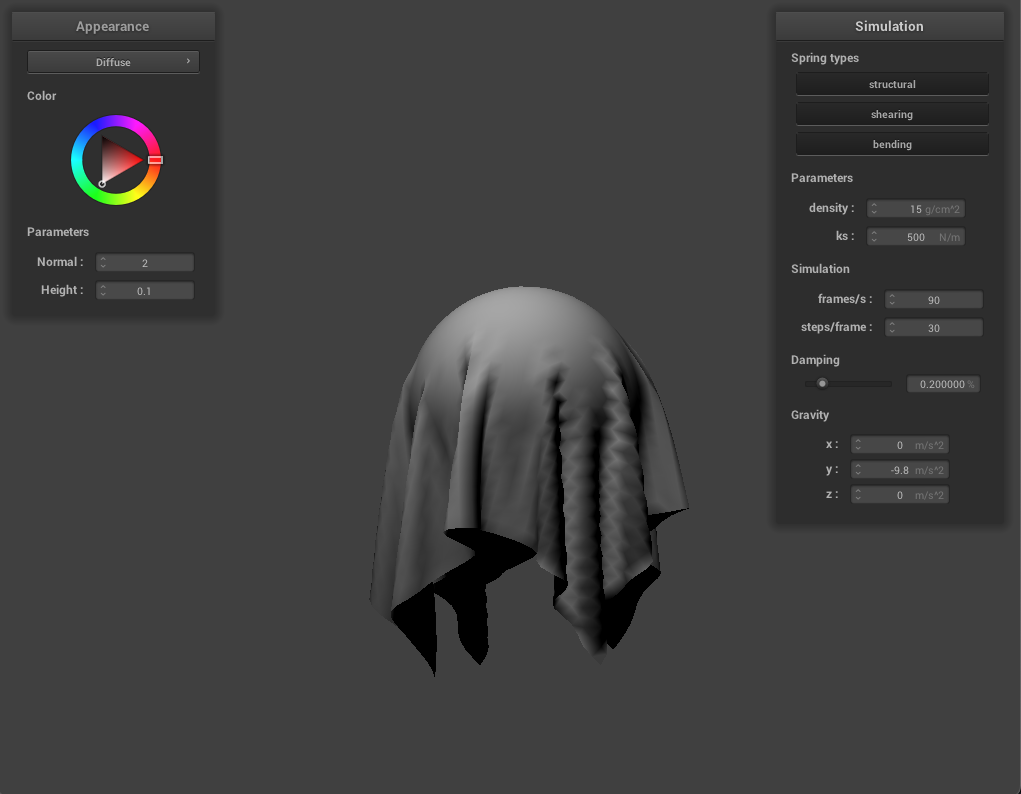 Appearance
Diffuse ›
Color
Parameters
Normal : 2
Height : 0.1
Simulation
Spring types
structural
shearing
bending
Parameters
density : 15 g/cm^2
ks : 500 N/m
Simulation
frames/s : 90
steps/frame : 30
Damping
0.200000 %
Gravity
x : 0 m/s^2
y : -9.8 m/s^2
z : 0 m/s^2